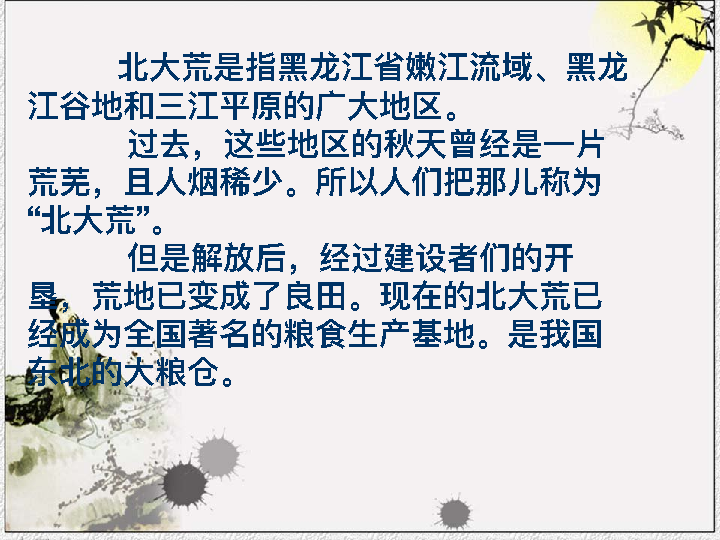 北大荒是指黑龙江省嫩江流域、黑龙
江谷地和三江平原的广大地区。
过去，这些地区的秋天曾经是一片
荒芜，且人烟稀少。所以人们把那儿称为
“北大荒”。
但是解放后，经过建设者们的开
垦，荒地已变成了良田。现在的北大荒已
经成为全国著名的粮食生产基地。是我国
东北的大粮仓。